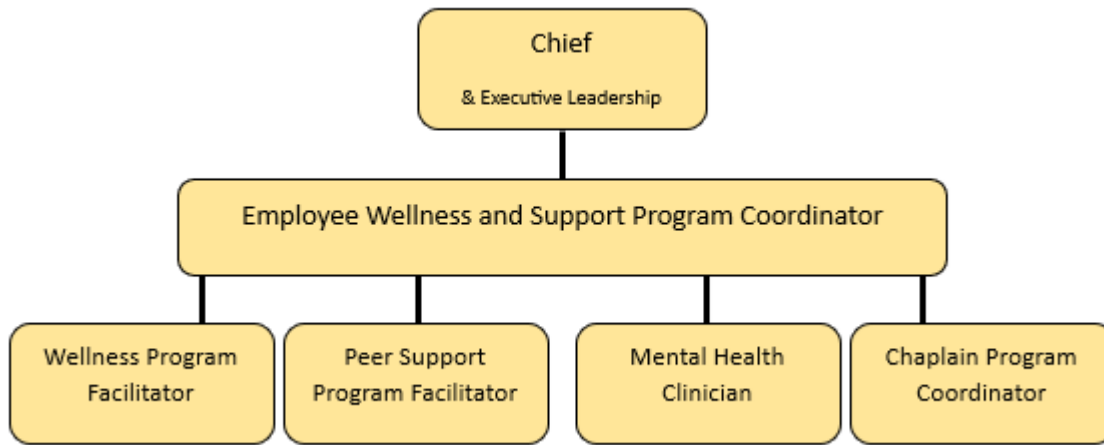 Chief
& Executive Leadership
Employee Wellness and Support Program Coordinator
Wellness Program
Facilitator
Peer Support
Program Facilitator
Mental Health
Clinician
Chaplain Program
Coordinator